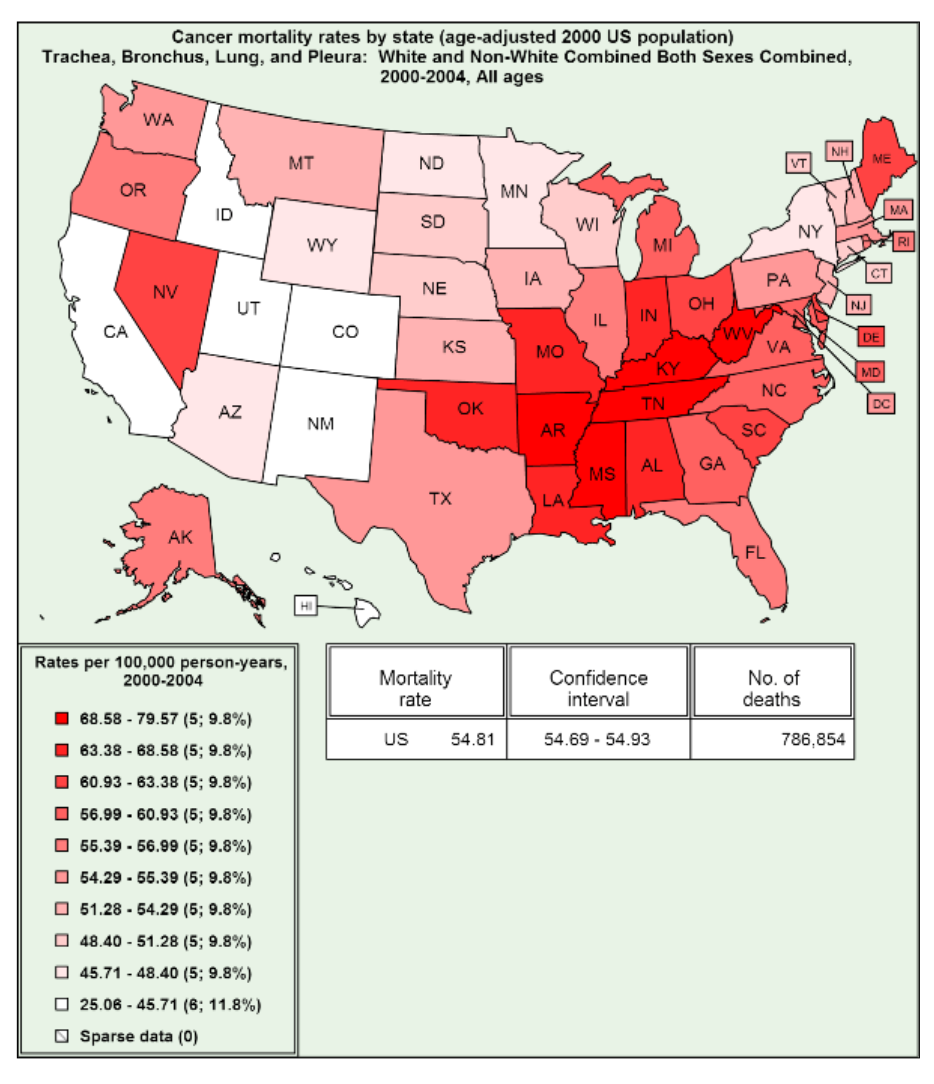 Cancer mortality rates by state (age-adjusted 2000 US population)
Trachea, Bronchus, Lung, and Pleura: White and Non-White Combined Both Sexes Combined,
2000-2004, All ages
WA
MT
ND
MN
VT
NH
ME
OR
ID
WY
SD
WI
MI
NY
MA
RI
CT
NV
UT
CO
NE
IA
IL
IN
OH
PA
NJ
CA
KS
MO
KY
WV
VA
DE
MD
DC
AZ
NM
OK
AR
TN
NC
SC
TX
LA
MS
AL
GA
FL
AK
HI
Rates per 100,000 person-years,
2000-2004
68.58 - 79.57 (5; 9.8%)
63.38 - 68.58 (5; 9.8%)
60.93 - 63.38 (5; 9.8%)
56.99 - 60.93 (5; 9.8%)
55.39 - 56.99 (5; 9.8%)
54.29 - 55.39 (5; 9.8%)
51.28 - 54.29 (5; 9.8%)
48.40 - 51.28 (5; 9.8%)
45.71 - 48.40 (5; 9.8%)
25.06 - 45.71 (6; 11.8%)
Sparse data (0)
Mortality rate Confidence interval No. of deaths
US 54.81 54.69 - 54.93 786,854